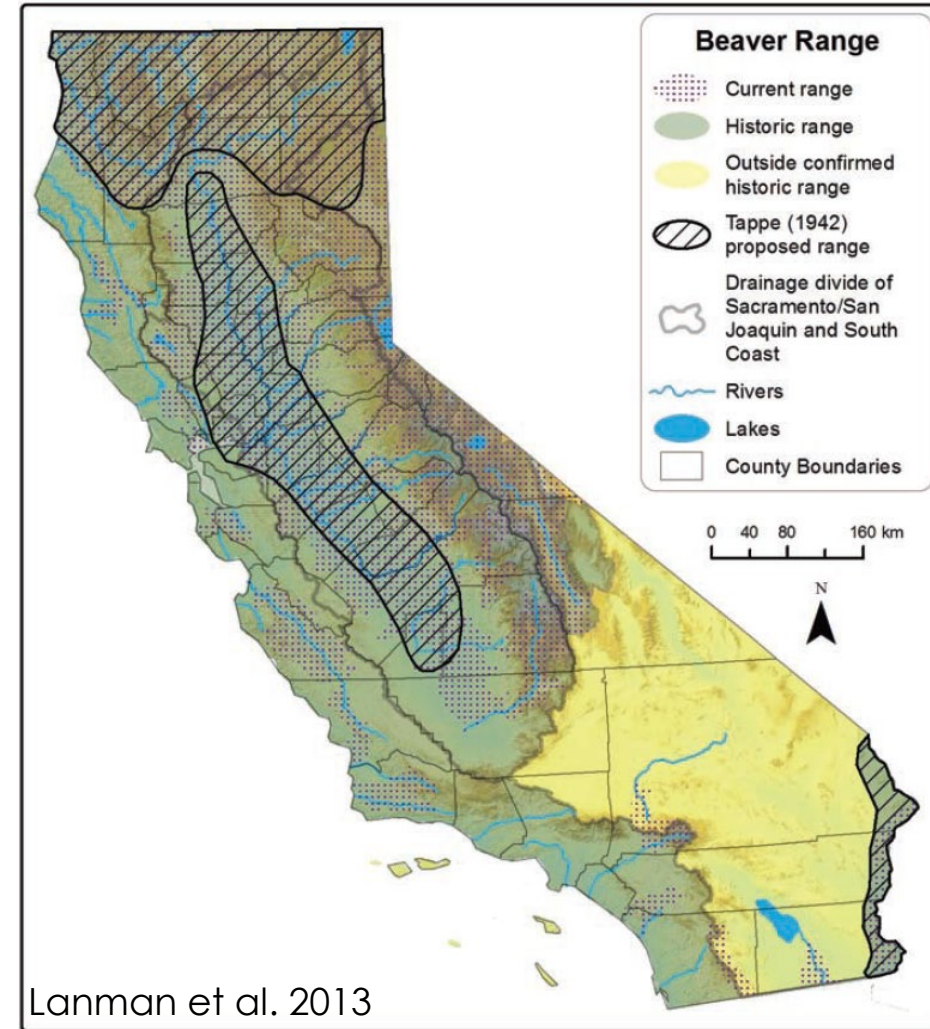 Beaver Range
Current range
Historic range
Outside confirmed
historic range
Tappe (1942)
proposed range
Drainage divide of
Sacramento/San
Joaquin and South
Coast
Rivers
Lakes
County Boundaries
0 40 80 160 km
N
Lanman et al. 2013